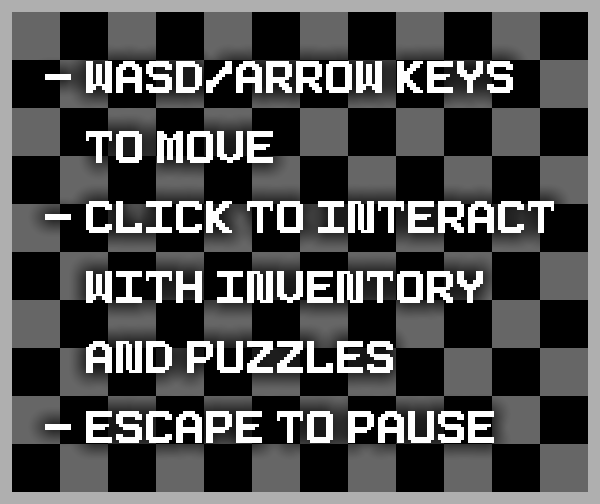 - WASD/ARROW KEYS
TO MOVE
- CLICK TO INTERACT
WITH INVENTORY
AND PUZZLES
- ESCAPE TO PAUSE